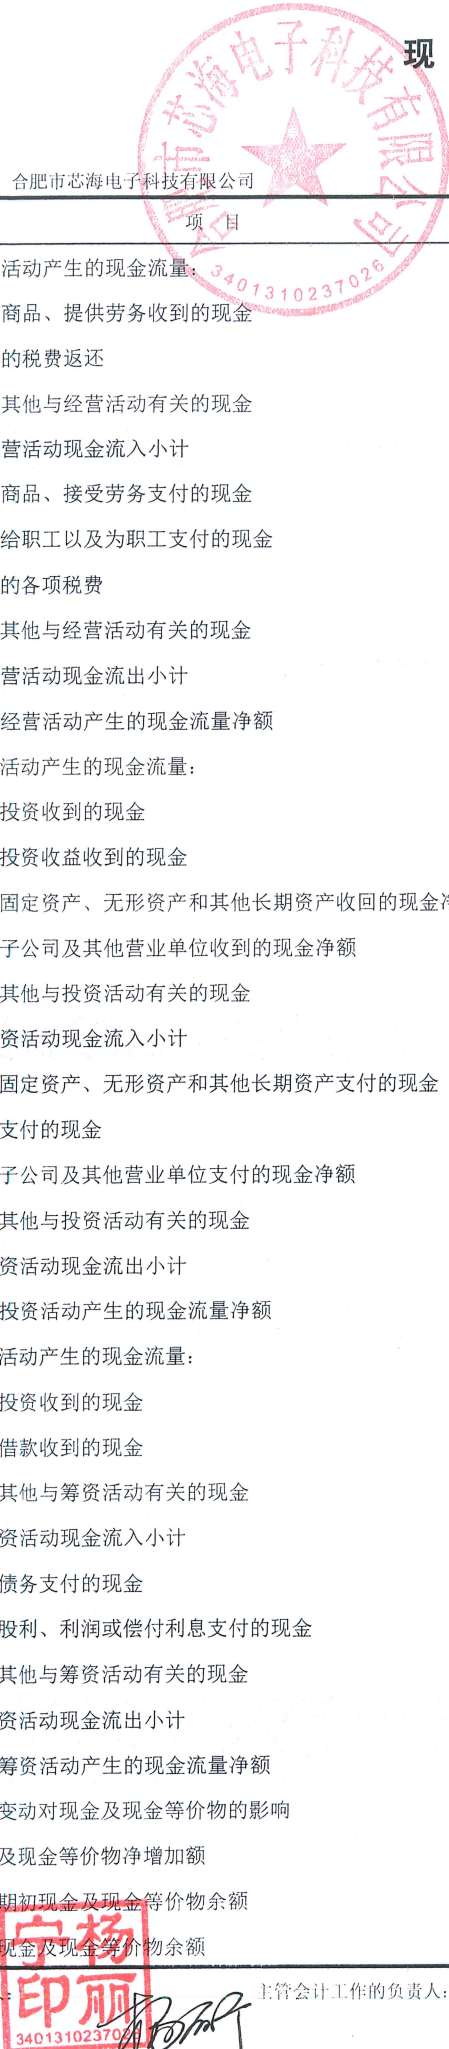 现
合肥市芯海电子科技有限公司
合肥市芯海电子科技有限公司
项 目
3401310237026
活动产生的现金流量：
商品、提供劳务收到的现金
的税费返还
其他与经营活动有关的现金
营活动现金流入小计
商品、接受劳务支付的现金
给职工以及为职工支付的现金
的各项税费
其他与经营活动有关的现金
营活动现金流出小计
经营活动产生的现金流量净额
活动产生的现金流量：
投资收到的现金
投资收益收到的现金
固定资产、无形资产和其他长期资产收回的现金净
子公司及其他营业单位收到的现金净额
其他与投资活动有关的现金
资活动现金流入小计
固定资产、无形资产和其他长期资产支付的现金
支付的现金
子公司及其他营业单位支付的现金净额
其他与投资活动有关的现金
资活动现金流出小计
投资活动产生的现金流量净额
活动产生的现金流量：
投资收到的现金
借款收到的现金
其他与筹资活动有关的现金
资活动现金流入小计
债务支付的现金
股利、利润或偿付利息支付的现金
其他与筹资活动有关的现金
资活动现金流出小计
筹资活动产生的现金流量净额
变动对现金及现金等价物的影响
及现金等价物净增加额
期初现金及现金等价物余额
现金及现金等价物余额
杨丽宁印
主管会计工作的负责人：